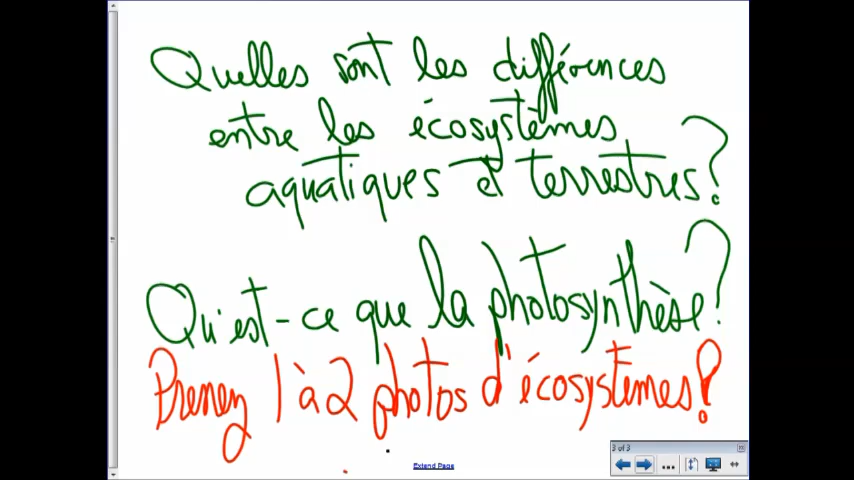 Quelles sont les différences
entre les écosystèmes
aquatiques et terrestres?
Qu'est-ce que la photosynthèse?
Prenez 1 à 2 photos d'écosystèmes!
3 of 3
Extend Page